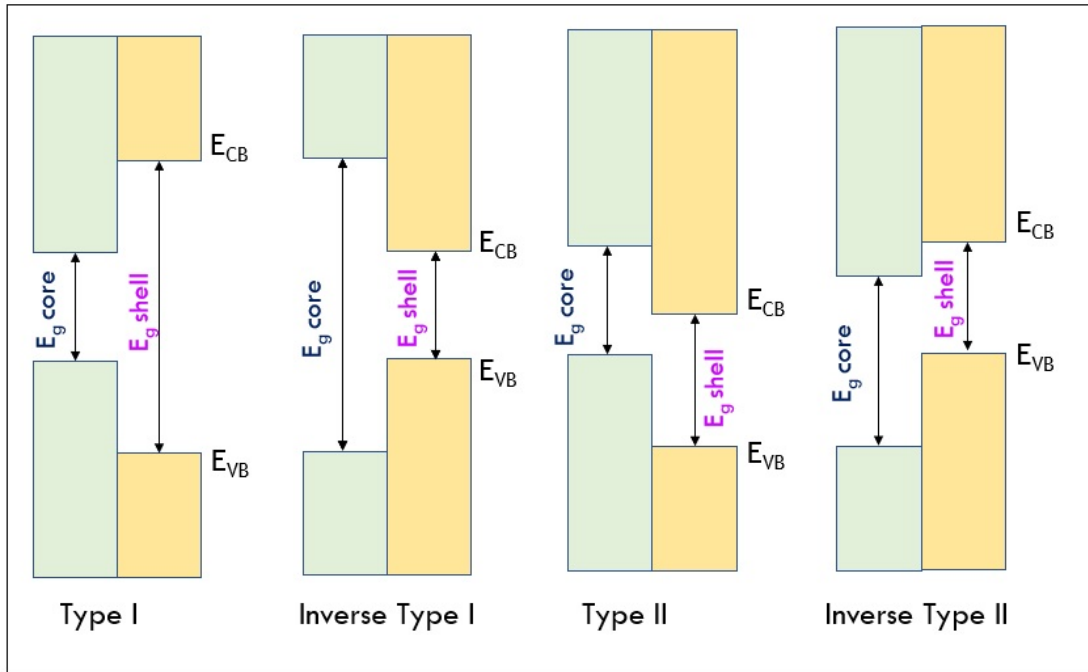 E_CB
E_g core
E_g shell
E_VB
Type I
E_g core
E_CB
E_g shell
E_VB
Inverse Type I
E_g core
E_CB
E_g shell
E_VB
Type II
E_CB
E_g shell
E_g core
E_VB
Inverse Type II